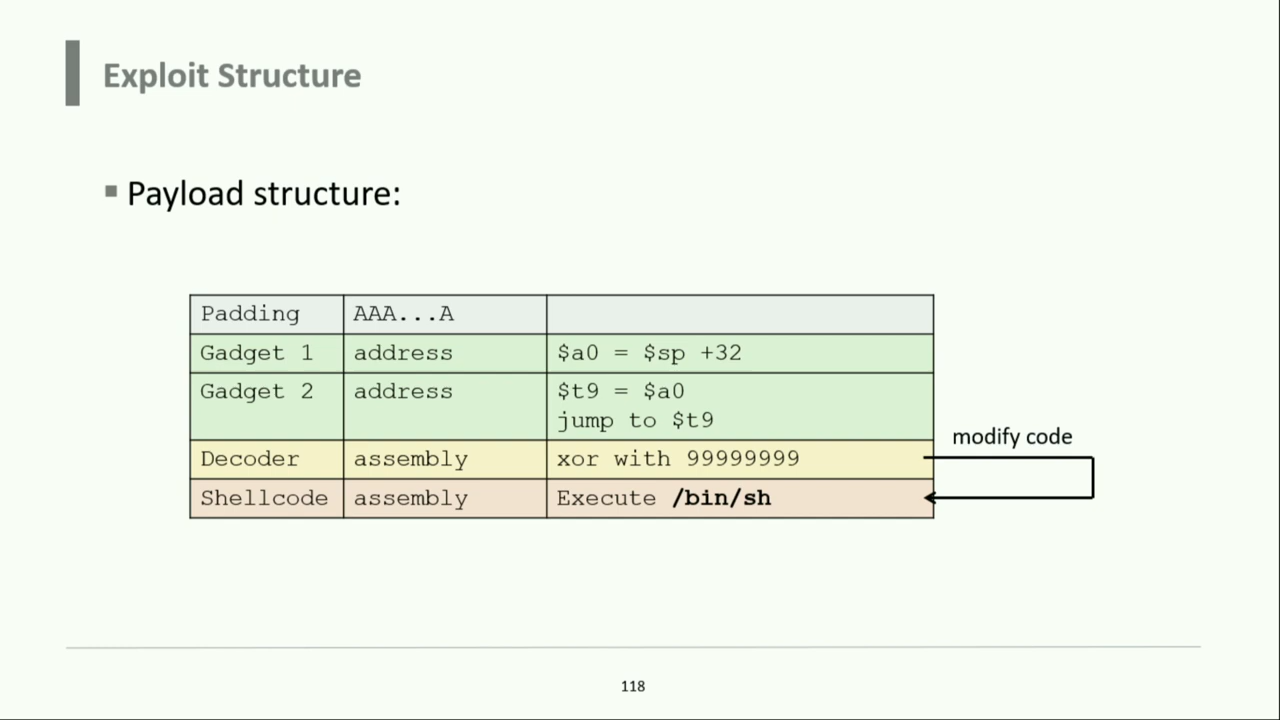 Exploit Structure
▪ Payload structure:
Padding AAA...A
Gadget 1 address $a0 = $sp +32
Gadget 2 address $t9 = $a0
jump to $t9
modify code
Decoder assembly xor with 99999999
Shellcode assembly Execute /bin/sh
118